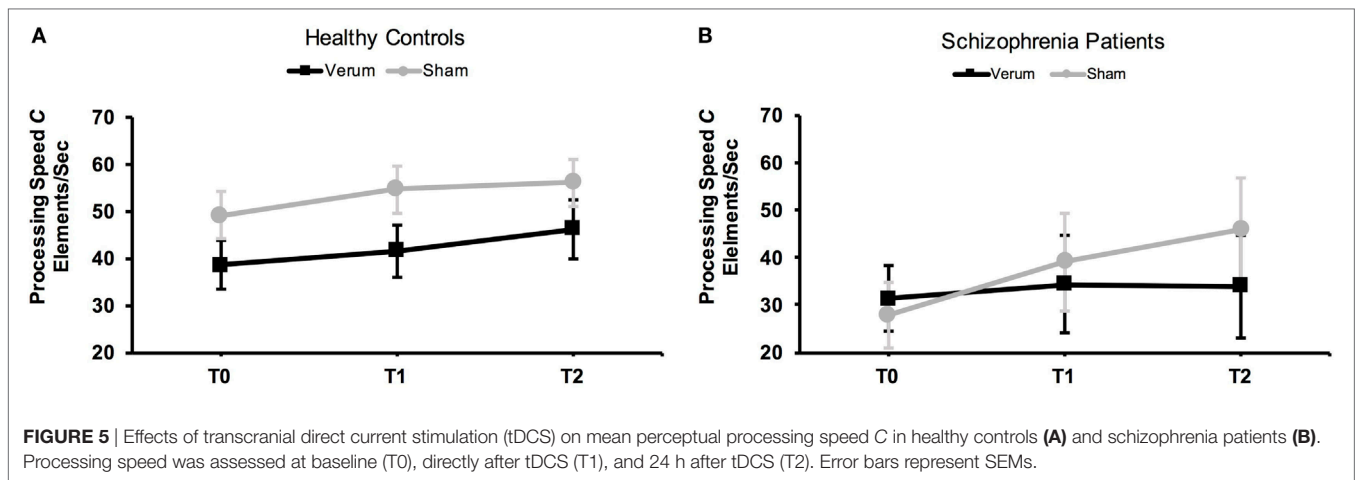 A
Healthy Controls
Verum Sham
Processing Speed C
Elements/Sec
70
60
50
40
30
20
T0 T1 T2
B
Schizophrenia Patients
Verum Sham
Processing Speed C
Elelments/Sec
70
60
50
40
30
20
T0 T1 T2
FIGURE 5 | Effects of transcranial direct current stimulation (tDCS) on mean perceptual processing speed C in healthy controls (A) and schizophrenia patients (B).
Processing speed was assessed at baseline (T0), directly after tDCS (T1), and 24 h after tDCS (T2). Error bars represent SEMs.